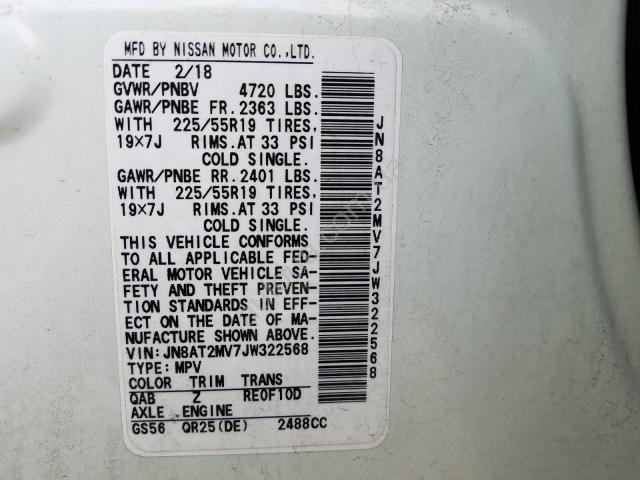 MFD BY NISSAN MOTOR CO.,LTD.
DATE 2/18
GVWR/PNBV 4720 LBS.
GAWR/PNBE FR. 2363 LBS.
WITH 225/55R19 TIRES,
19×7J RIMS.AT 33 PSI
COLD SINGLE.
GAWR/PNBE RR. 2401 LBS.
WITH 225/55R19 TIRES,
19×7J RIMS.AT 33 PSI
COLD SINGLE.
THIS VEHICLE CONFORMS
TO ALL APPLICABLE FED-
ERAL MOTOR VEHICLE SA-
FETY AND THEFT PREVEN-
TION STANDARDS IN EFF-
ECT ON THE DATE OF MA-
NUFACTURE SHOWN ABOVE.
VIN:JN8AT2MV7JW322568
TYPE:MPV
COLOR TRIM TRANS
QAB Z RE0F10D
AXLE ENGINE
GS56 QR25(DE) 2488CC
JN8AT2MV7JW322568